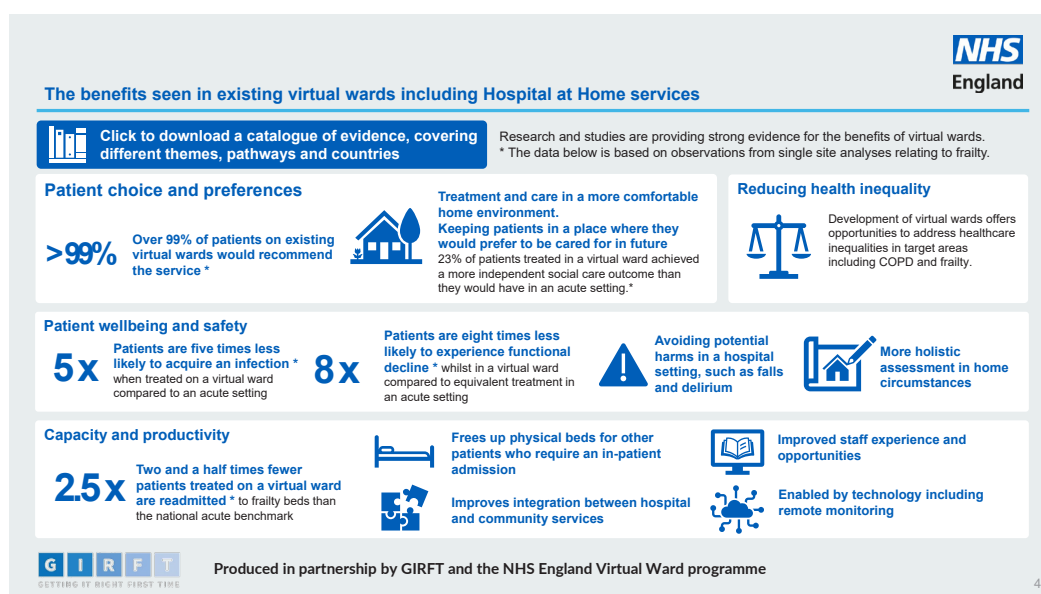 NHS
England
The benefits seen in existing virtual wards including Hospital at Home services
Click to download a catalogue of evidence, covering
different themes, pathways and countries
Research and studies are providing strong evidence for the benefits of virtual wards.
* The data below is based on observations from single site analyses relating to frailty.
Patient choice and preferences
>99%
Over 99% of patients on existing
virtual wards would recommend
the service *
Treatment and care in a more comfortable
home environment.
Keeping patients in a place where they
would prefer to be cared for in future
23% of patients treated in a virtual ward achieved
a more independent social care outcome than
they would have in an acute setting.*
Reducing health inequality
Development of virtual wards offers
opportunities to address healthcare
inequalities in target areas
including COPD and frailty.
Patient wellbeing and safety
5x
Patients are five times less
likely to acquire an infection *
when treated on a virtual ward
compared to an acute setting
8x
Patients are eight times less
likely to experience functional
decline * whilst in a virtual ward
compared to equivalent treatment in
an acute setting
Avoiding potential
harms in a hospital
setting, such as falls
and delirium
More holistic
assessment in home
circumstances
Capacity and productivity
2.5x
Two and a half times fewer
patients treated on a virtual ward
are readmitted * to frailty beds than
the national acute benchmark
Frees up physical beds for other
patients who require an in-patient
admission
Improves integration between hospital
and community services
Improved staff experience and
opportunities
Enabled by technology including
remote monitoring
GIRFT
GETTING IT RIGHT FIRST TIME
Produced in partnership by GIRFT and the NHS England Virtual Ward programme
4